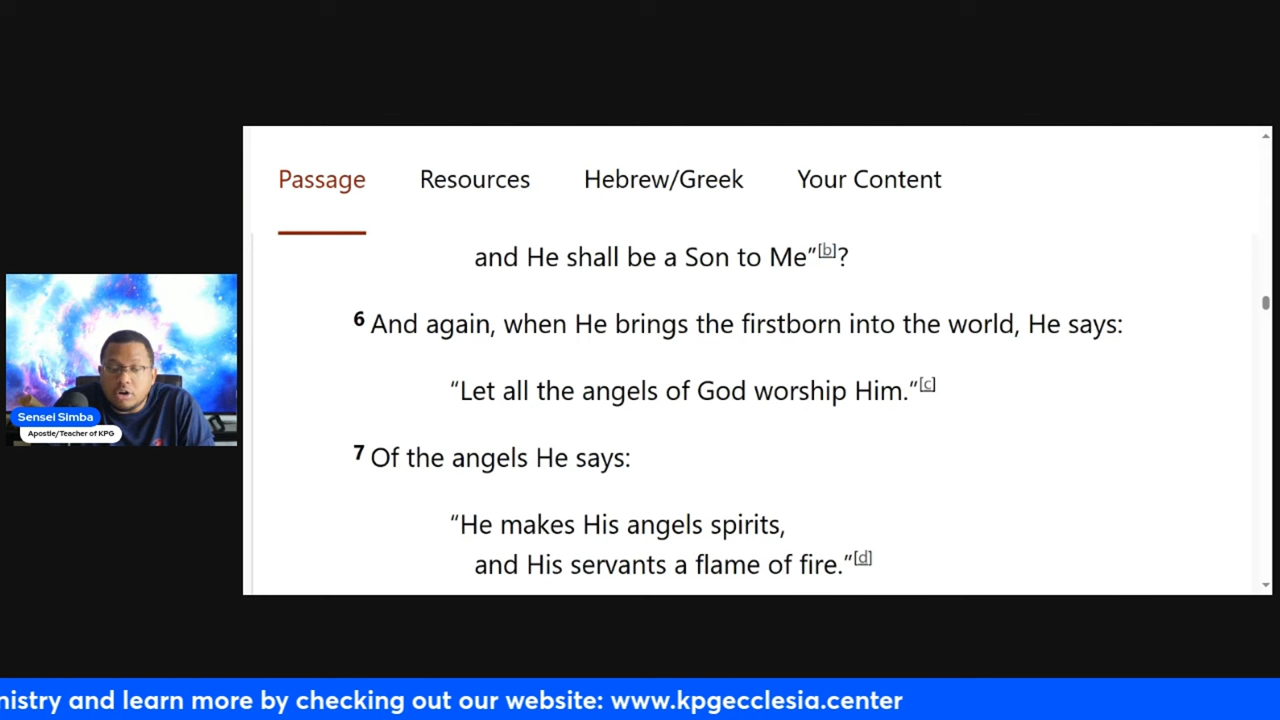 Passage Resources Hebrew/Greek Your Content
and He shall be a Son to Me”[b]?
6 And again, when He brings the firstborn into the world, He says:
“Let all the angels of God worship Him.”[c]
7 Of the angels He says:
“He makes His angels spirits,
and His servants a flame of fire.”[d]
Sensei Simba
Apostle/Teacher of KPG
nistry and learn more by checking out our website: www.kpgecclesia.center